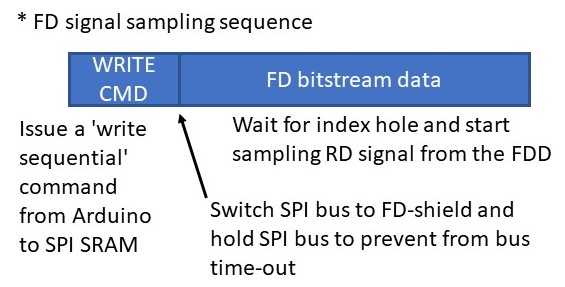 * FD signal sampling sequence
WRITE
CMD
FD bitstream data
Issue a 'write
sequential'
command
from Arduino
to SPI SRAM
Wait for index hole and start
sampling RD signal from the FDD
Switch SPI bus to FD-shield and
hold SPI bus to prevent from bus
time-out